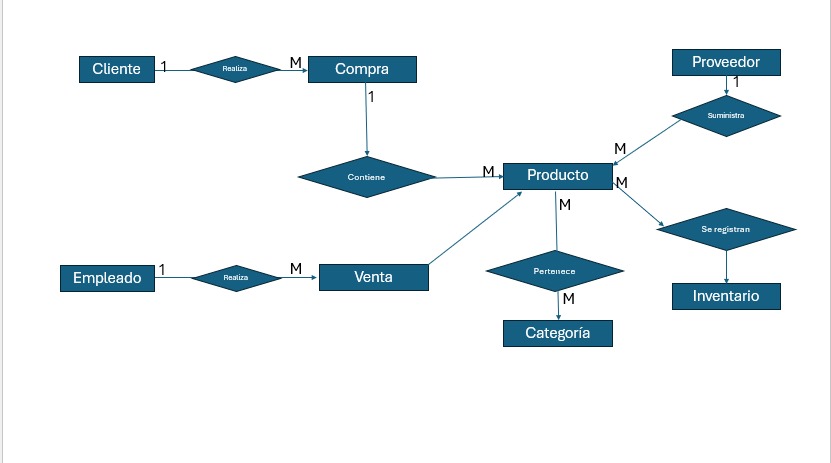 Proveedor
Cliente
1
Realiza
M
Compra
1
1
Suministra
M
Contiene
M
Producto
M
M
Se registran
Empleado
1
Realiza
M
Venta
Pertenece
M
Inventario
Categoría